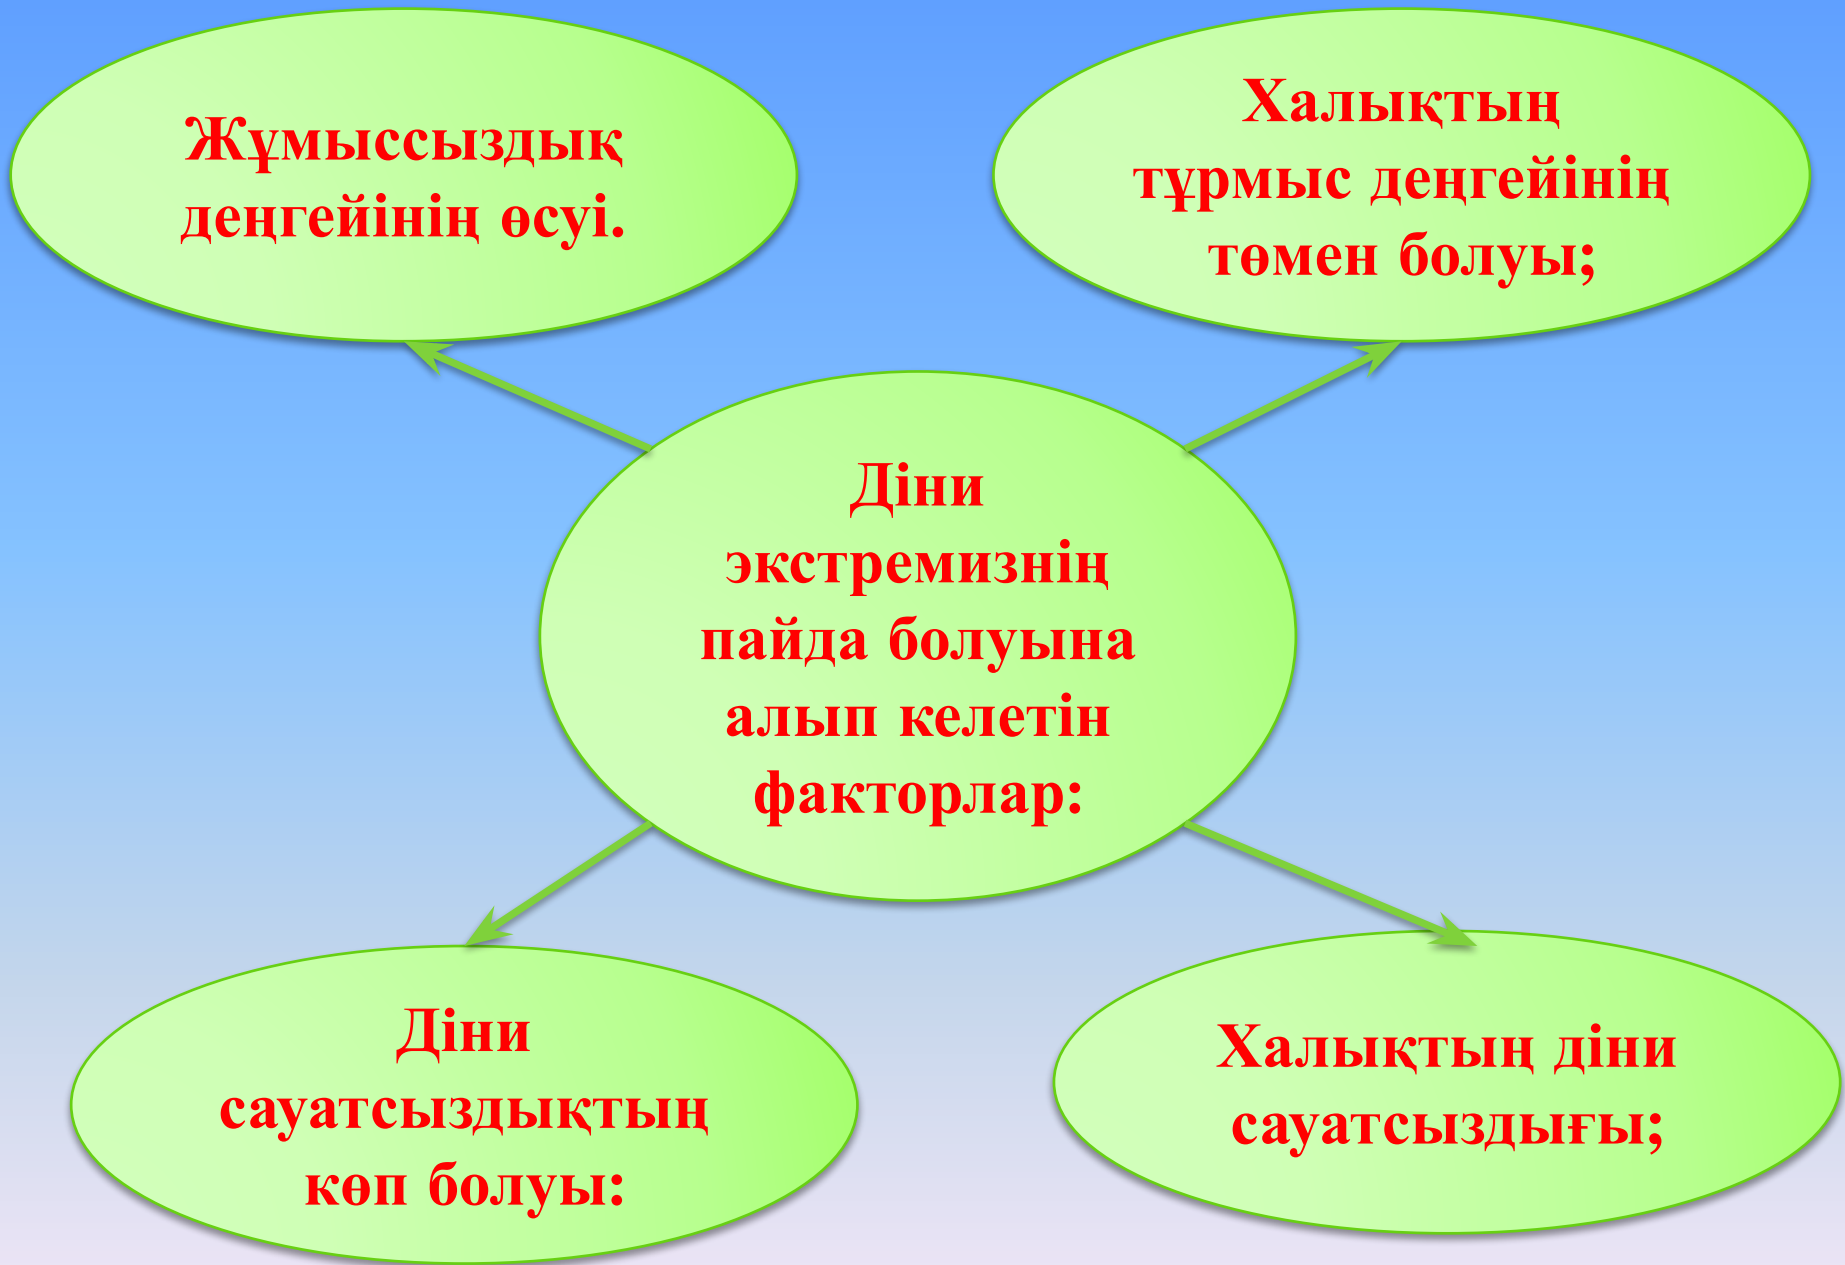 Жұмыссыздық
деңгейінің өсуі.
Халықтың
тұрмыс деңгейінің
төмен болуы;
Діни
экстремизнің
пайда болуына
алып келетін
факторлар:
Діни
сауатсыздықтың
көп болуы:
Халықтың діни
сауатсыздығы;